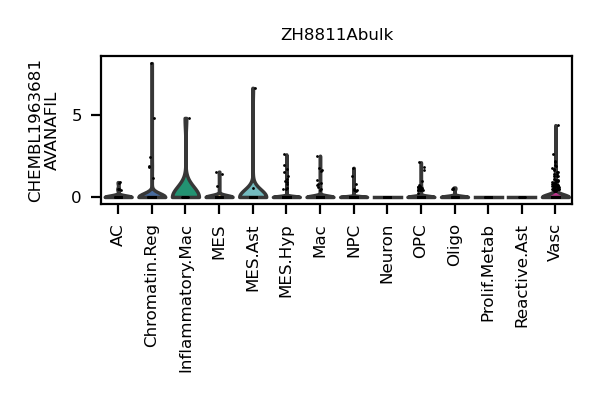 ZH8811Abulk
CHEMBL1963681
AVANAFIL
5
0
AC
Chromatin.Reg
Inflammatory.Mac
MES
MES.Ast
MES.Hyp
Mac
NPC
Neuron
OPC
Oligo
Prolif.Metab
Reactive.Ast
Vasc